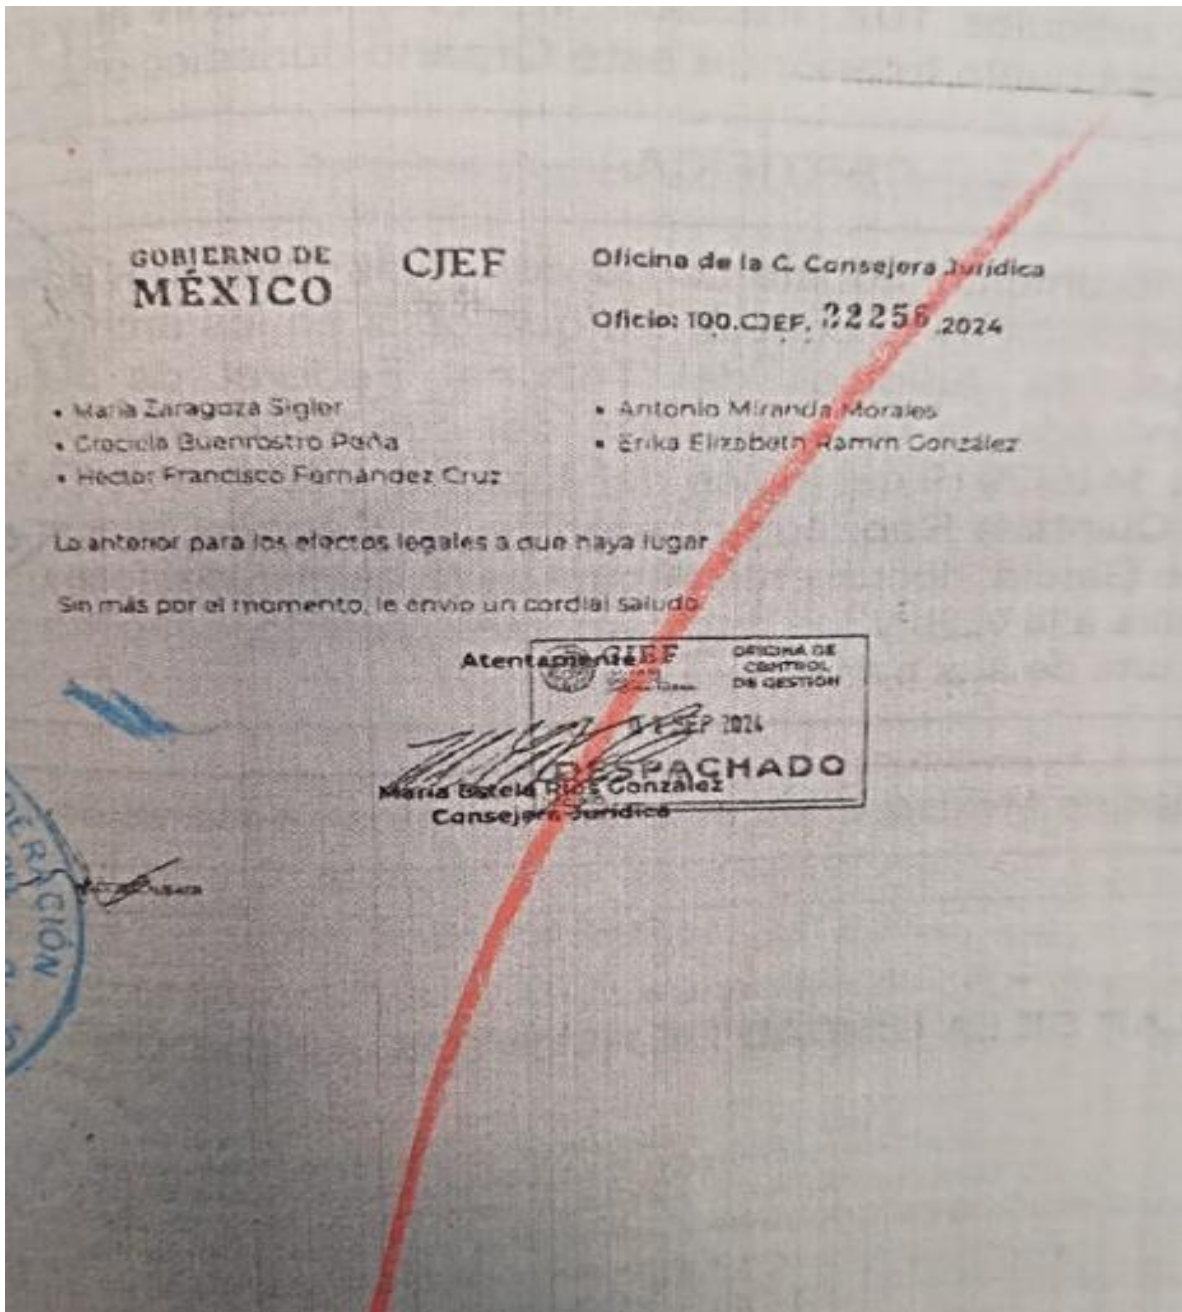 GOBIERNO DE
MÉXICO
CJEF
Oficina de la C. Consejera Jurídica
Oficio: 100.CJEF. 22256.2024
• María Zaragoza Sigler
• Graciela Buenrostro Peña
• Héctor Francisco Fernández Cruz
• Antonio Miranda Morales
• Erika Elizabeth Ramm González
Lo anterior para los efectos legales a que haya lugar
Sin más por el momento, le envío un cordial saludo.
Atentamente
CJEF
OFICINA DE
CONTROL
DE GESTIÓN
SEP 2024
DESPACHADO
María Estela Ríos González
Consejera Jurídica